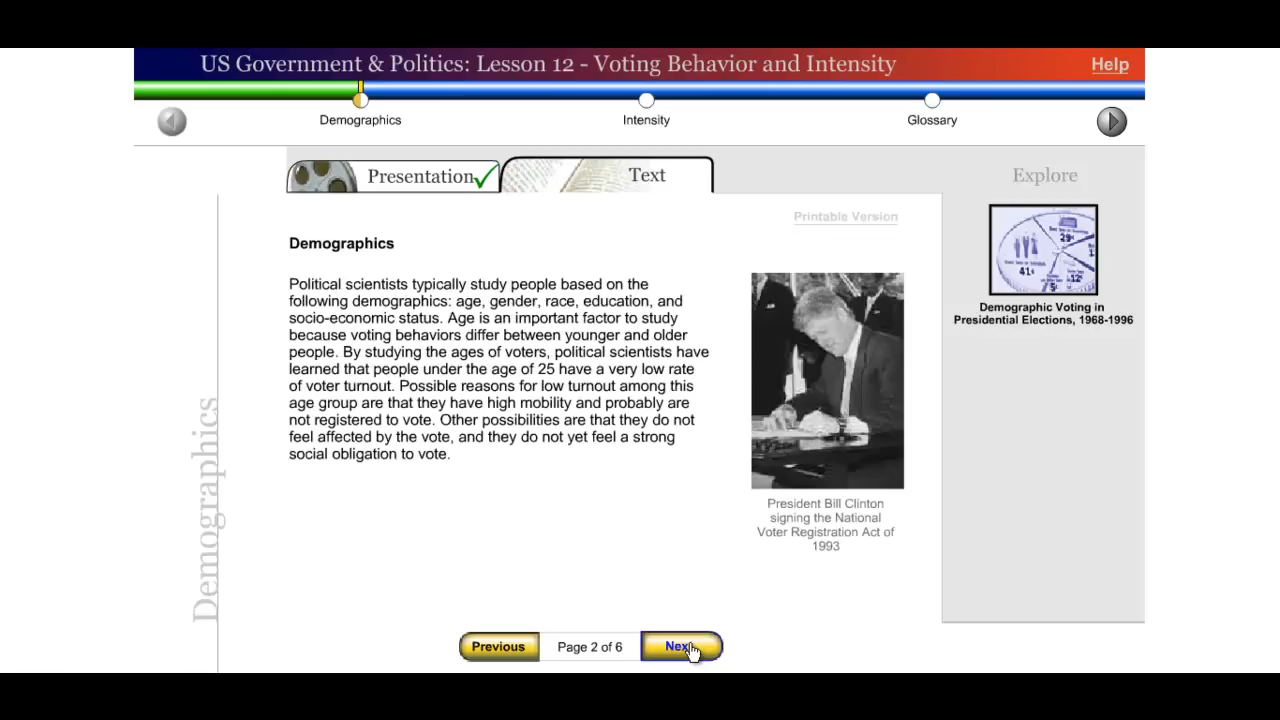 US Government & Politics: Lesson 12 - Voting Behavior and Intensity
Help
Demographics
Intensity
Glossary
Presentation
Text
Explore
Printable Version
Demographics
Political scientists typically study people based on the
following demographics: age, gender, race, education, and
socio-economic status. Age is an important factor to study
because voting behaviors differ between younger and older
people. By studying the ages of voters, political scientists have
learned that people under the age of 25 have a very low rate
of voter turnout. Possible reasons for low turnout among this
age group are that they have high mobility and probably are
not registered to vote. Other possibilities are that they do not
feel affected by the vote, and they do not yet feel a strong
social obligation to vote.
President Bill Clinton
signing the National
Voter Registration Act of
1993
29¢
41¢
12¢
5¢
Demographic Voting in
Presidential Elections, 1968-1996
Demographics
Previous
Page 2 of 6
Nex